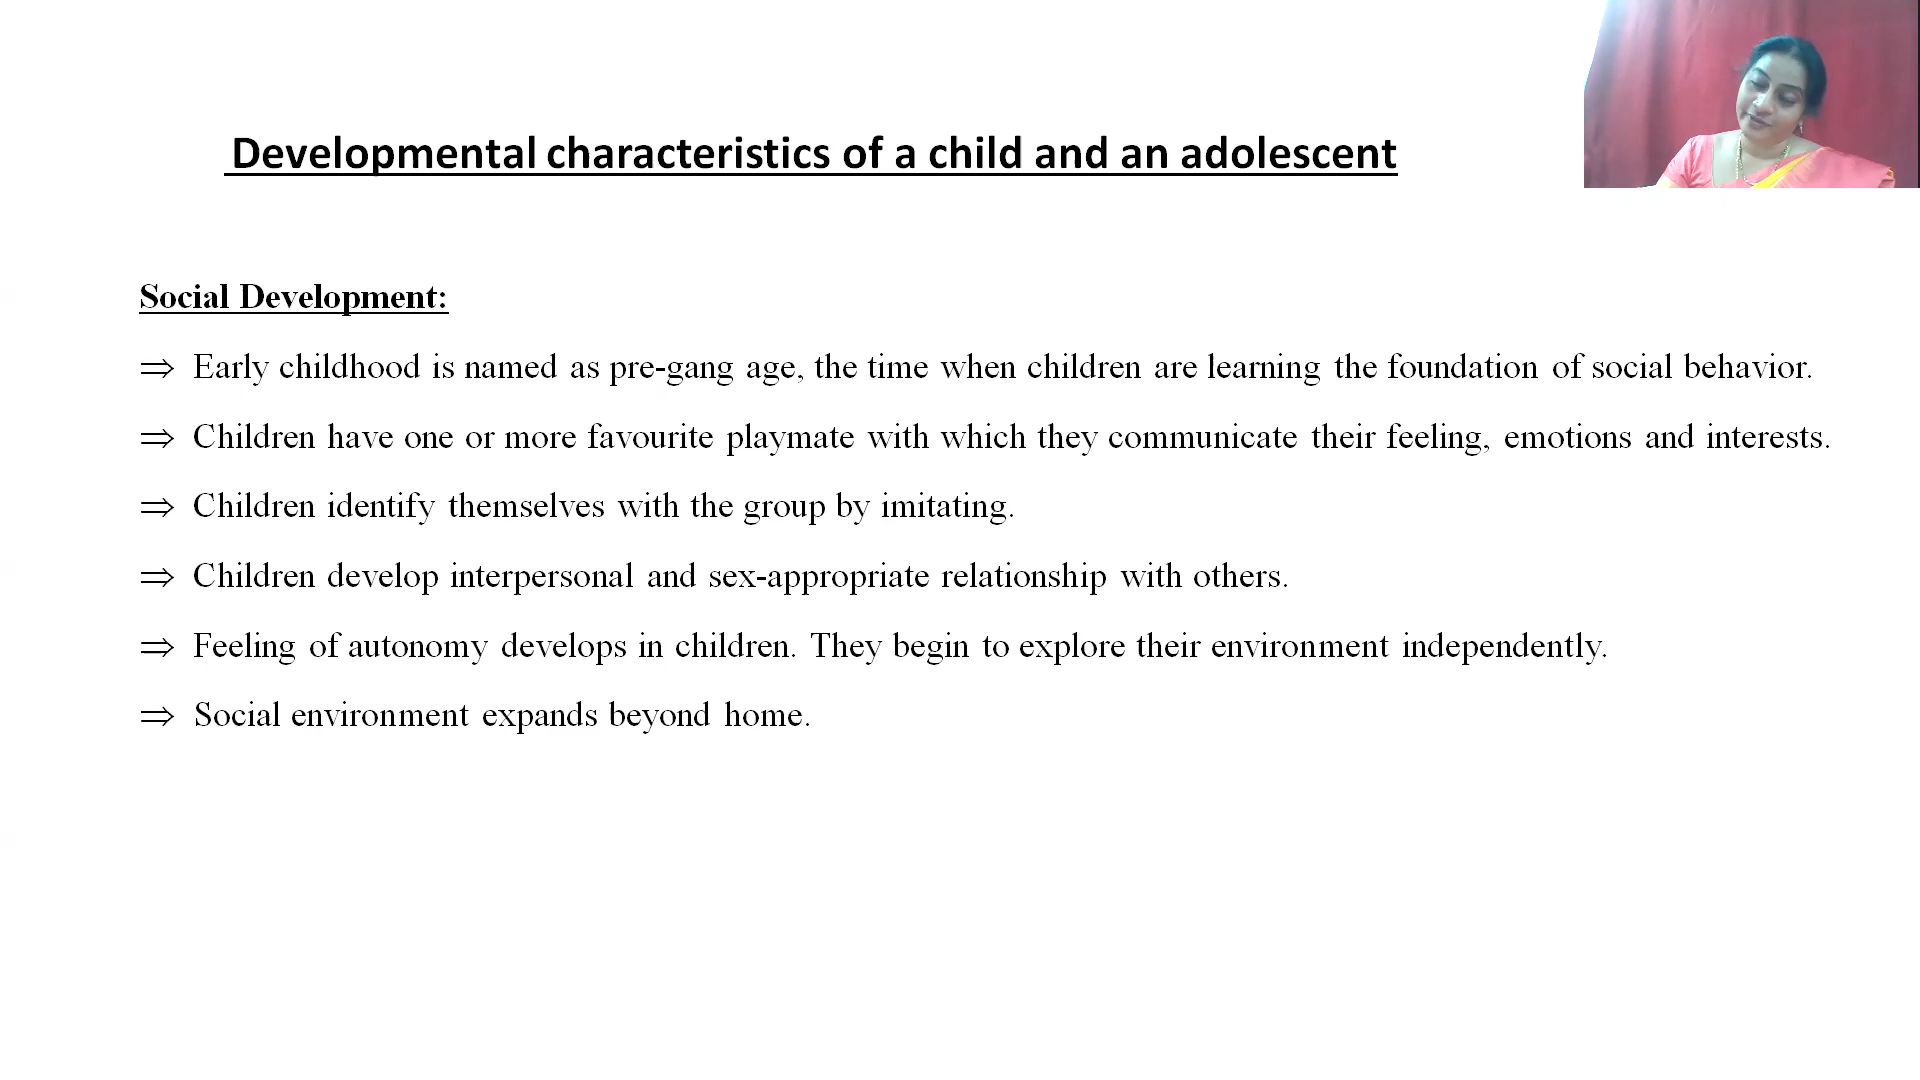 Developmental characteristics of a child and an adolescent
Social Development:
⇒ Early childhood is named as pre-gang age, the time when children are learning the foundation of social behavior.
⇒ Children have one or more favourite playmate with which they communicate their feeling, emotions and interests.
⇒ Children identify themselves with the group by imitating.
⇒ Children develop interpersonal and sex-appropriate relationship with others.
⇒ Feeling of autonomy develops in children. They begin to explore their environment independently.
⇒ Social environment expands beyond home.